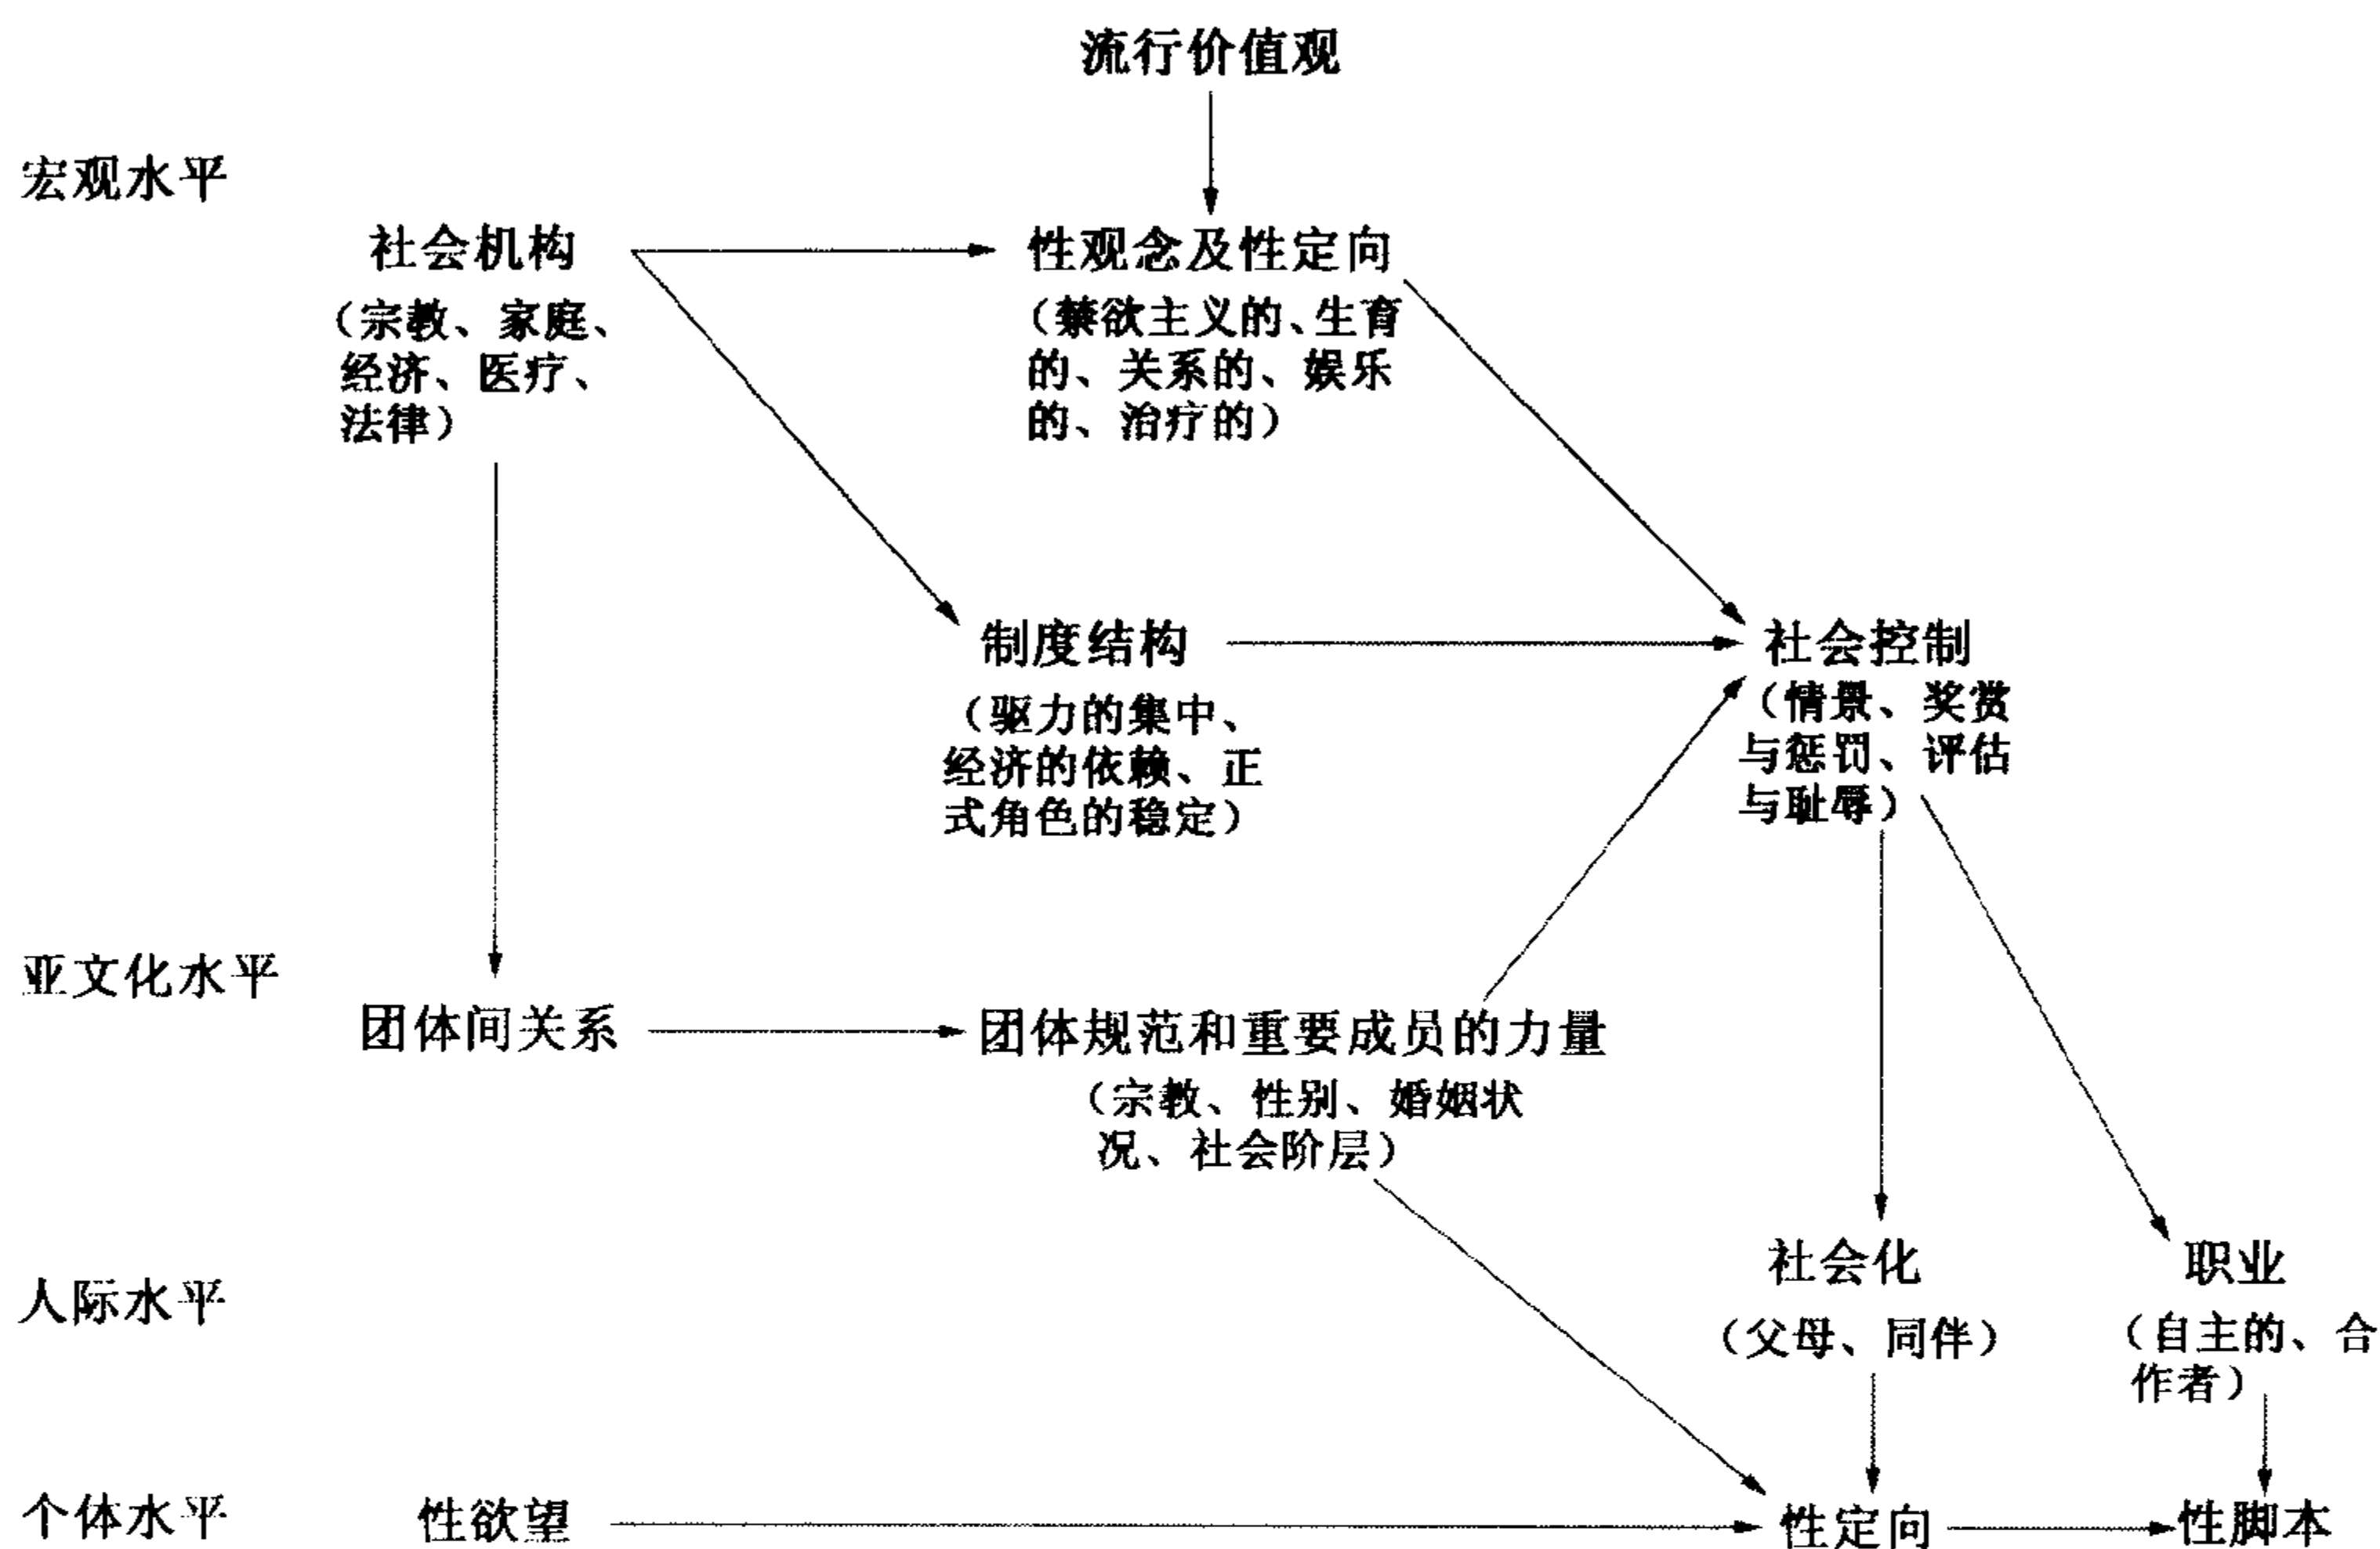 流行价值观
宏观水平
社会机构
(宗教、家庭、
经济、医疗、
法律)
性观念及性定向
(禁欲主义的、生育
的、关系的、娱乐
的、治疗的)
制度结构
(驱力的集中、
经济的依赖、正
式角色的稳定)
社会控制
(情景、奖赏
与惩罚、评估
与耻辱)
亚文化水平
团体间关系
团体规范和重要成员的力量
(宗教、性别、婚姻状
况、社会阶层)
人际水平
社会化
(父母、同伴)
职业
(自主的、合
作者)
个体水平
性欲望
性定向
性脚本